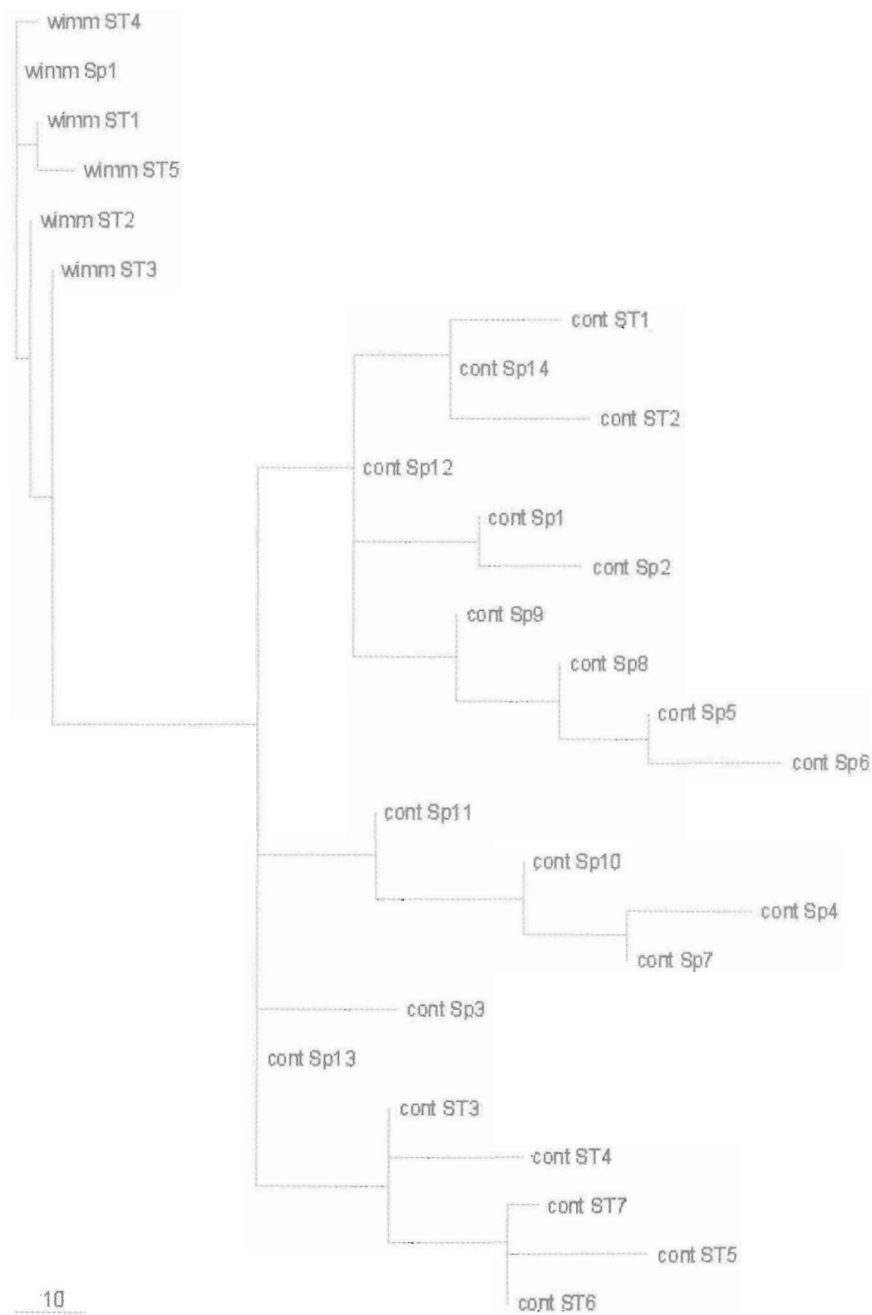 wimm ST4
wimm Sp1
wimm ST1
wimm ST5
wimm ST2
wimm ST3
cont ST1
cont Sp14
cont ST2
cont Sp12
cont Sp1
cont Sp2
cont Sp9
cont Sp8
cont Sp5
cont Sp6
cont Sp11
cont Sp10
cont Sp4
cont Sp7
cont Sp3
cont Sp13
cont ST3
cont ST4
cont ST7
cont ST5
cont ST6
10